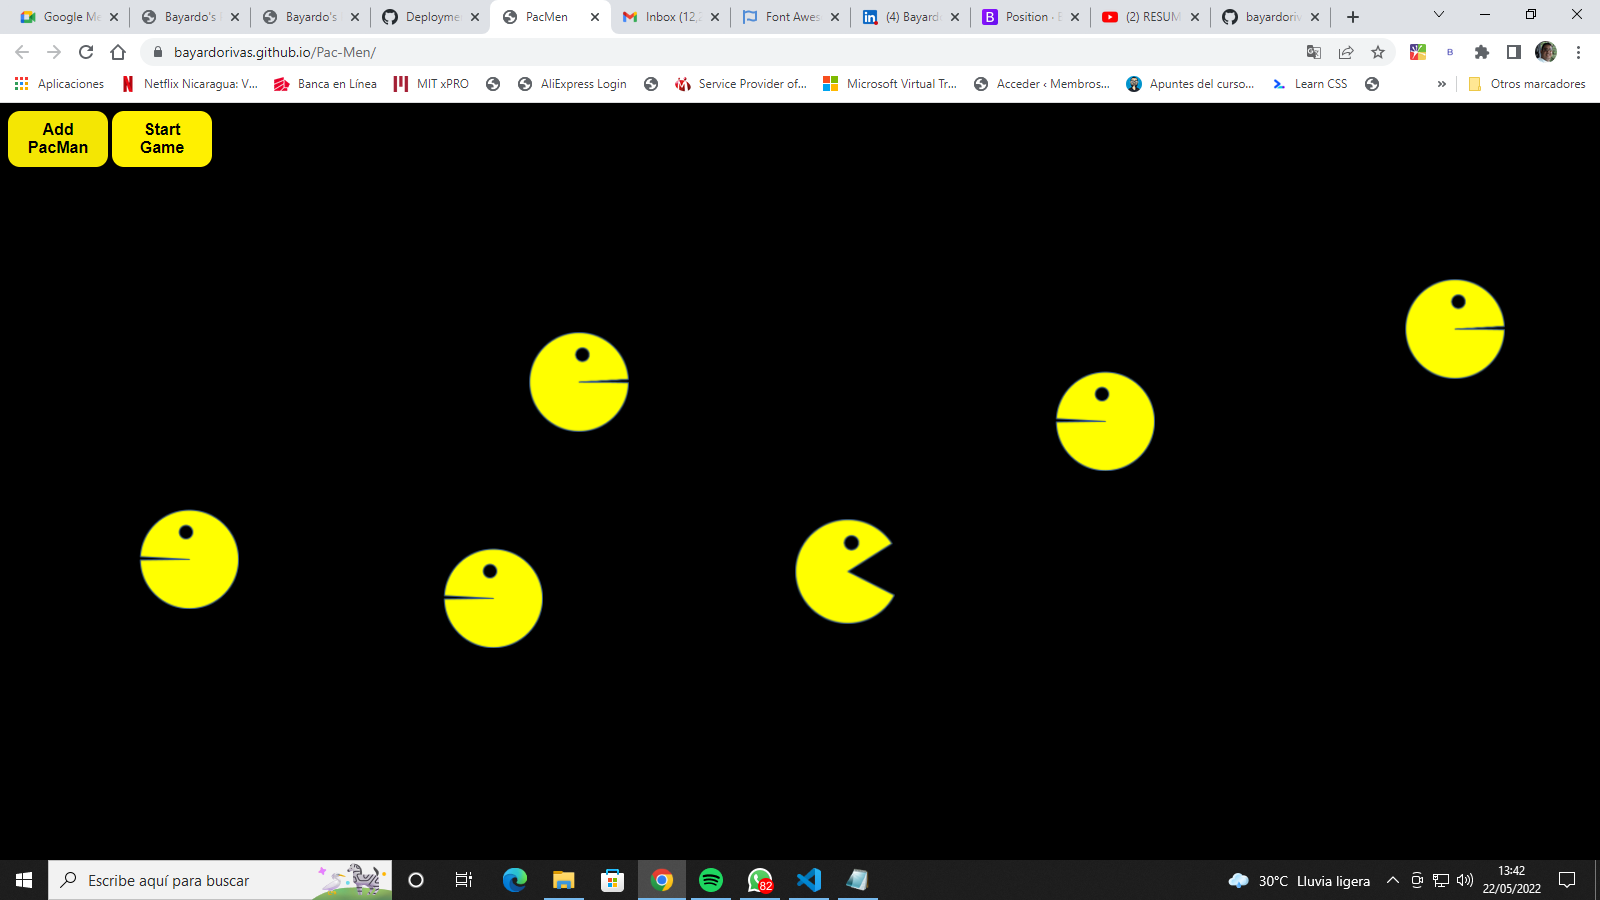 Google Me
Bayardo's
Bayardo's
Deployme
PacMen
Inbox (12,
Font Awes
(4) Bayard
Position · B
(2) RESUM
bayardoriv
bayardorivas.github.io/Pac-Men/
Aplicaciones
Netflix Nicaragua: V...
Banca en Línea
MIT xPRO
AliExpress Login
Service Provider of...
Microsoft Virtual Tr...
Acceder ‹ Membros...
Apuntes del curso...
Learn CSS
»
Otros marcadores
Add
PacMan
Start
Game
Escribe aquí para buscar
82
30°C Lluvia ligera
13:42
22/05/2022